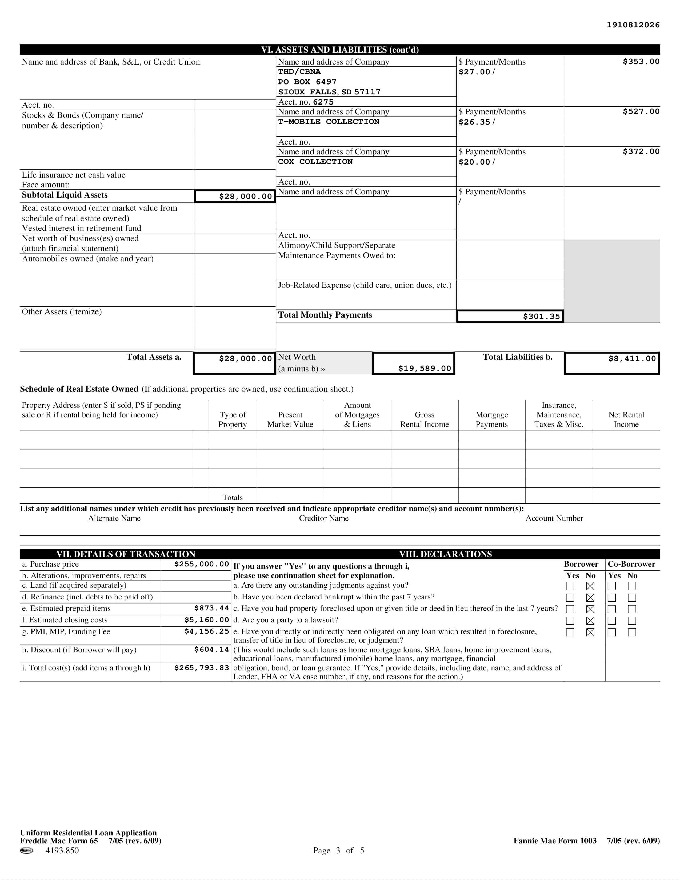 1910812026
VI. ASSETS AND LIABILITIES (cont'd)
Name and address of Bank, S&L, or Credit Union
Acct. no.
Stocks & Bonds (Company name/
number & description)
Life insurance net cash value
Face amount:
Subtotal Liquid Assets $28,000.00
Real estate owned (enter market value from
schedule of real estate owned)
Vested interest in retirement fund
Net worth of business(es) owned
(attach financial statement)
Automobiles owned (make and year)
Other Assets (itemize)
Name and address of Company $ Payment/Months $353.00
THD/CBNA $27.00/
PO BOX 6497
SIOUX FALLS, SD 57117
Acct. no. 6275
Name and address of Company $ Payment/Months $527.00
T-MOBILE COLLECTION $26.35/
Acct. no.
Name and address of Company $ Payment/Months $372.00
COX COLLECTION $20.00/
Acct. no.
Name and address of Company $ Payment/Months
/
Acct. no.
Alimony/Child Support/Separate
Maintenance Payments Owed to:
Job-Related Expense (child care, union dues, etc.)
Total Monthly Payments $301.35
Total Assets a. $28,000.00 Net Worth Total Liabilities b. $8,411.00
(a minus b) » $19,589.00
Schedule of Real Estate Owned (If additional properties are owned, use continuation sheet.)
Property Address (enter S if sold, PS if pending
sale or R if rental being held for income)
Type of
Property
Present
Market Value
Amount
of Mortgages
& Liens
Gross
Rental Income
Mortgage
Payments
Insurance,
Maintenance,
Taxes & Misc.
Net Rental
Income
Totals
List any additional names under which credit has previously been received and indicate appropriate creditor name(s) and account number(s):
Alternate Name Creditor Name Account Number
VII. DETAILS OF TRANSACTION
a. Purchase price $255,000.00
b. Alterations, improvements, repairs
c. Land (if acquired separately)
d. Refinance (incl. debts to be paid off)
e. Estimated prepaid items $873.44
f. Estimated closing costs $5,160.00
g. PMI, MIP, Funding Fee $4,156.25
h. Discount (if Borrower will pay) $604.14
i. Total cost(s) (add items a through h) $265,793.83
VIII. DECLARATIONS
If you answer "Yes" to any questions a through i,
please use continuation sheet for explanation.
Borrower Co-Borrower
Yes No Yes No
a. Are there any outstanding judgments against you?
b. Have you been declared bankrupt within the past 7 years?
c. Have you had property foreclosed upon or given title or deed in lieu thereof in the last 7 years?
d. Are you a party to a lawsuit?
e. Have you directly or indirectly been obligated on any loan which resulted in foreclosure,
transfer of title in lieu of foreclosure, or judgment?
(This would include such loans as home mortgage loans, SBA loans, home improvement loans,
educational loans, manufactured (mobile) home loans, any mortgage, financial
obligation, bond, or loan guarantee. If "Yes," provide details, including date, name, and address of
Lender, FHA or VA case number, if any, and reasons for the action.)
Uniform Residential Loan Application
Freddie Mac Form 65 7/05 (rev. 6/09)
4193.850
Page 3 of 5
Fannie Mae Form 1003 7/05 (rev. 6/09)